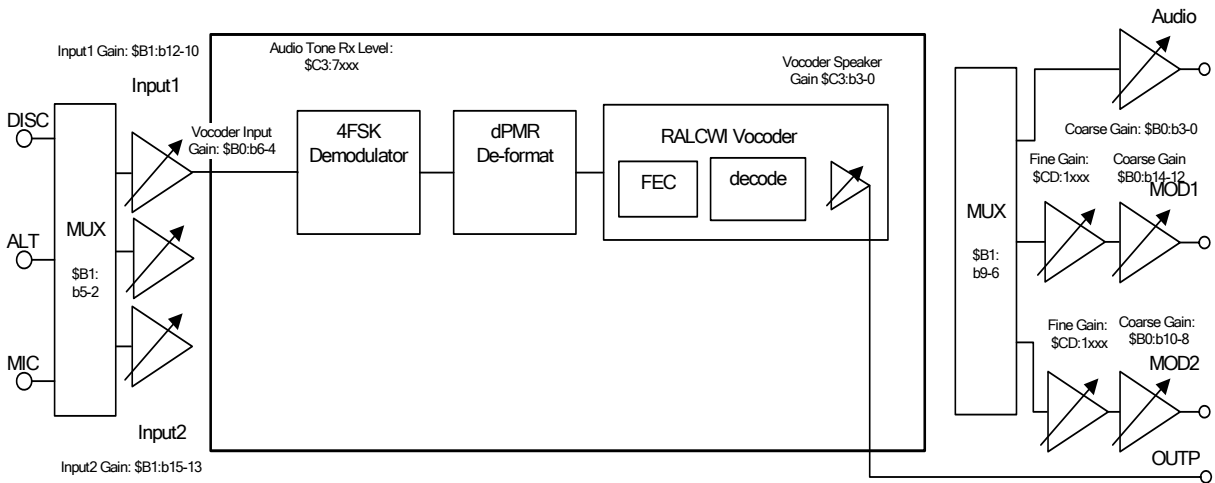 Input1 Gain: $B1:b12-10
Input1
DISC
ALT
MIC
MUX
$B1:
b5-2
Input2
Input2 Gain: $B1:b15-13
Audio Tone Rx Level:
$C3:7xxx
Vocoder Input
Gain: $B0:b6-4
4FSK
Demodulator
dPMR
De-format
Vocoder Speaker
Gain $C3:b3-0
RALCWI Vocoder
FEC
decode
MUX
$B1:
b9-6
Audio
Coarse Gain: $B0:b3-0
Fine Gain:
$CD:1xxx
Coarse Gain
$B0:b14-12
MOD1
Fine Gain:
$CD:1xxx
Coarse Gain:
$B0:b10-8
MOD2
OUTP